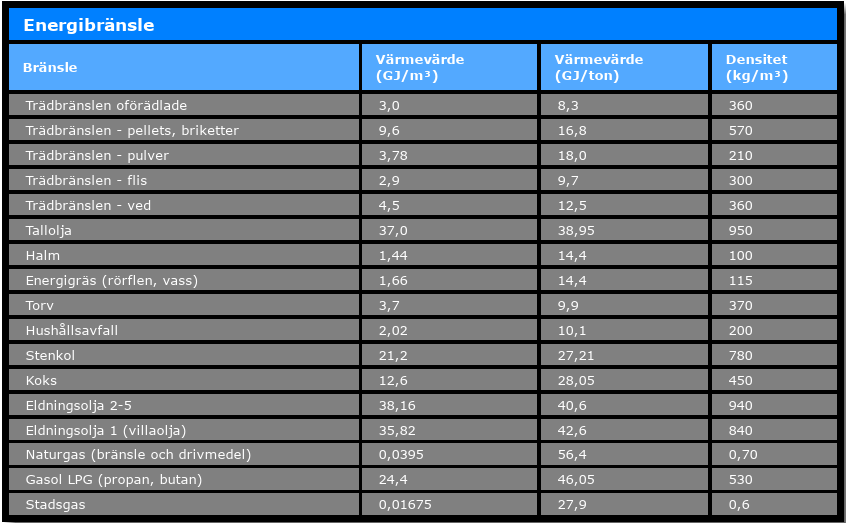 Energibränsle
Bränsle Värmevärde (GJ/m³) Värmevärde (GJ/ton) Densitet (kg/m³)
Trädbränslen oförädlade 3,0 8,3 360
Trädbränslen - pellets, briketter 9,6 16,8 570
Trädbränslen - pulver 3,78 18,0 210
Trädbränslen - flis 2,9 9,7 300
Trädbränslen - ved 4,5 12,5 360
Tallolja 37,0 38,95 950
Halm 1,44 14,4 100
Energigräs (rörflen, vass) 1,66 14,4 115
Torv 3,7 9,9 370
Hushållsavfall 2,02 10,1 200
Stenkol 21,2 27,21 780
Koks 12,6 28,05 450
Eldningsolja 2-5 38,16 40,6 940
Eldningsolja 1 (villaolja) 35,82 42,6 840
Naturgas (bränsle och drivmedel) 0,0395 56,4 0,70
Gasol LPG (propan, butan) 24,4 46,05 530
Stadsgas 0,01675 27,9 0,6